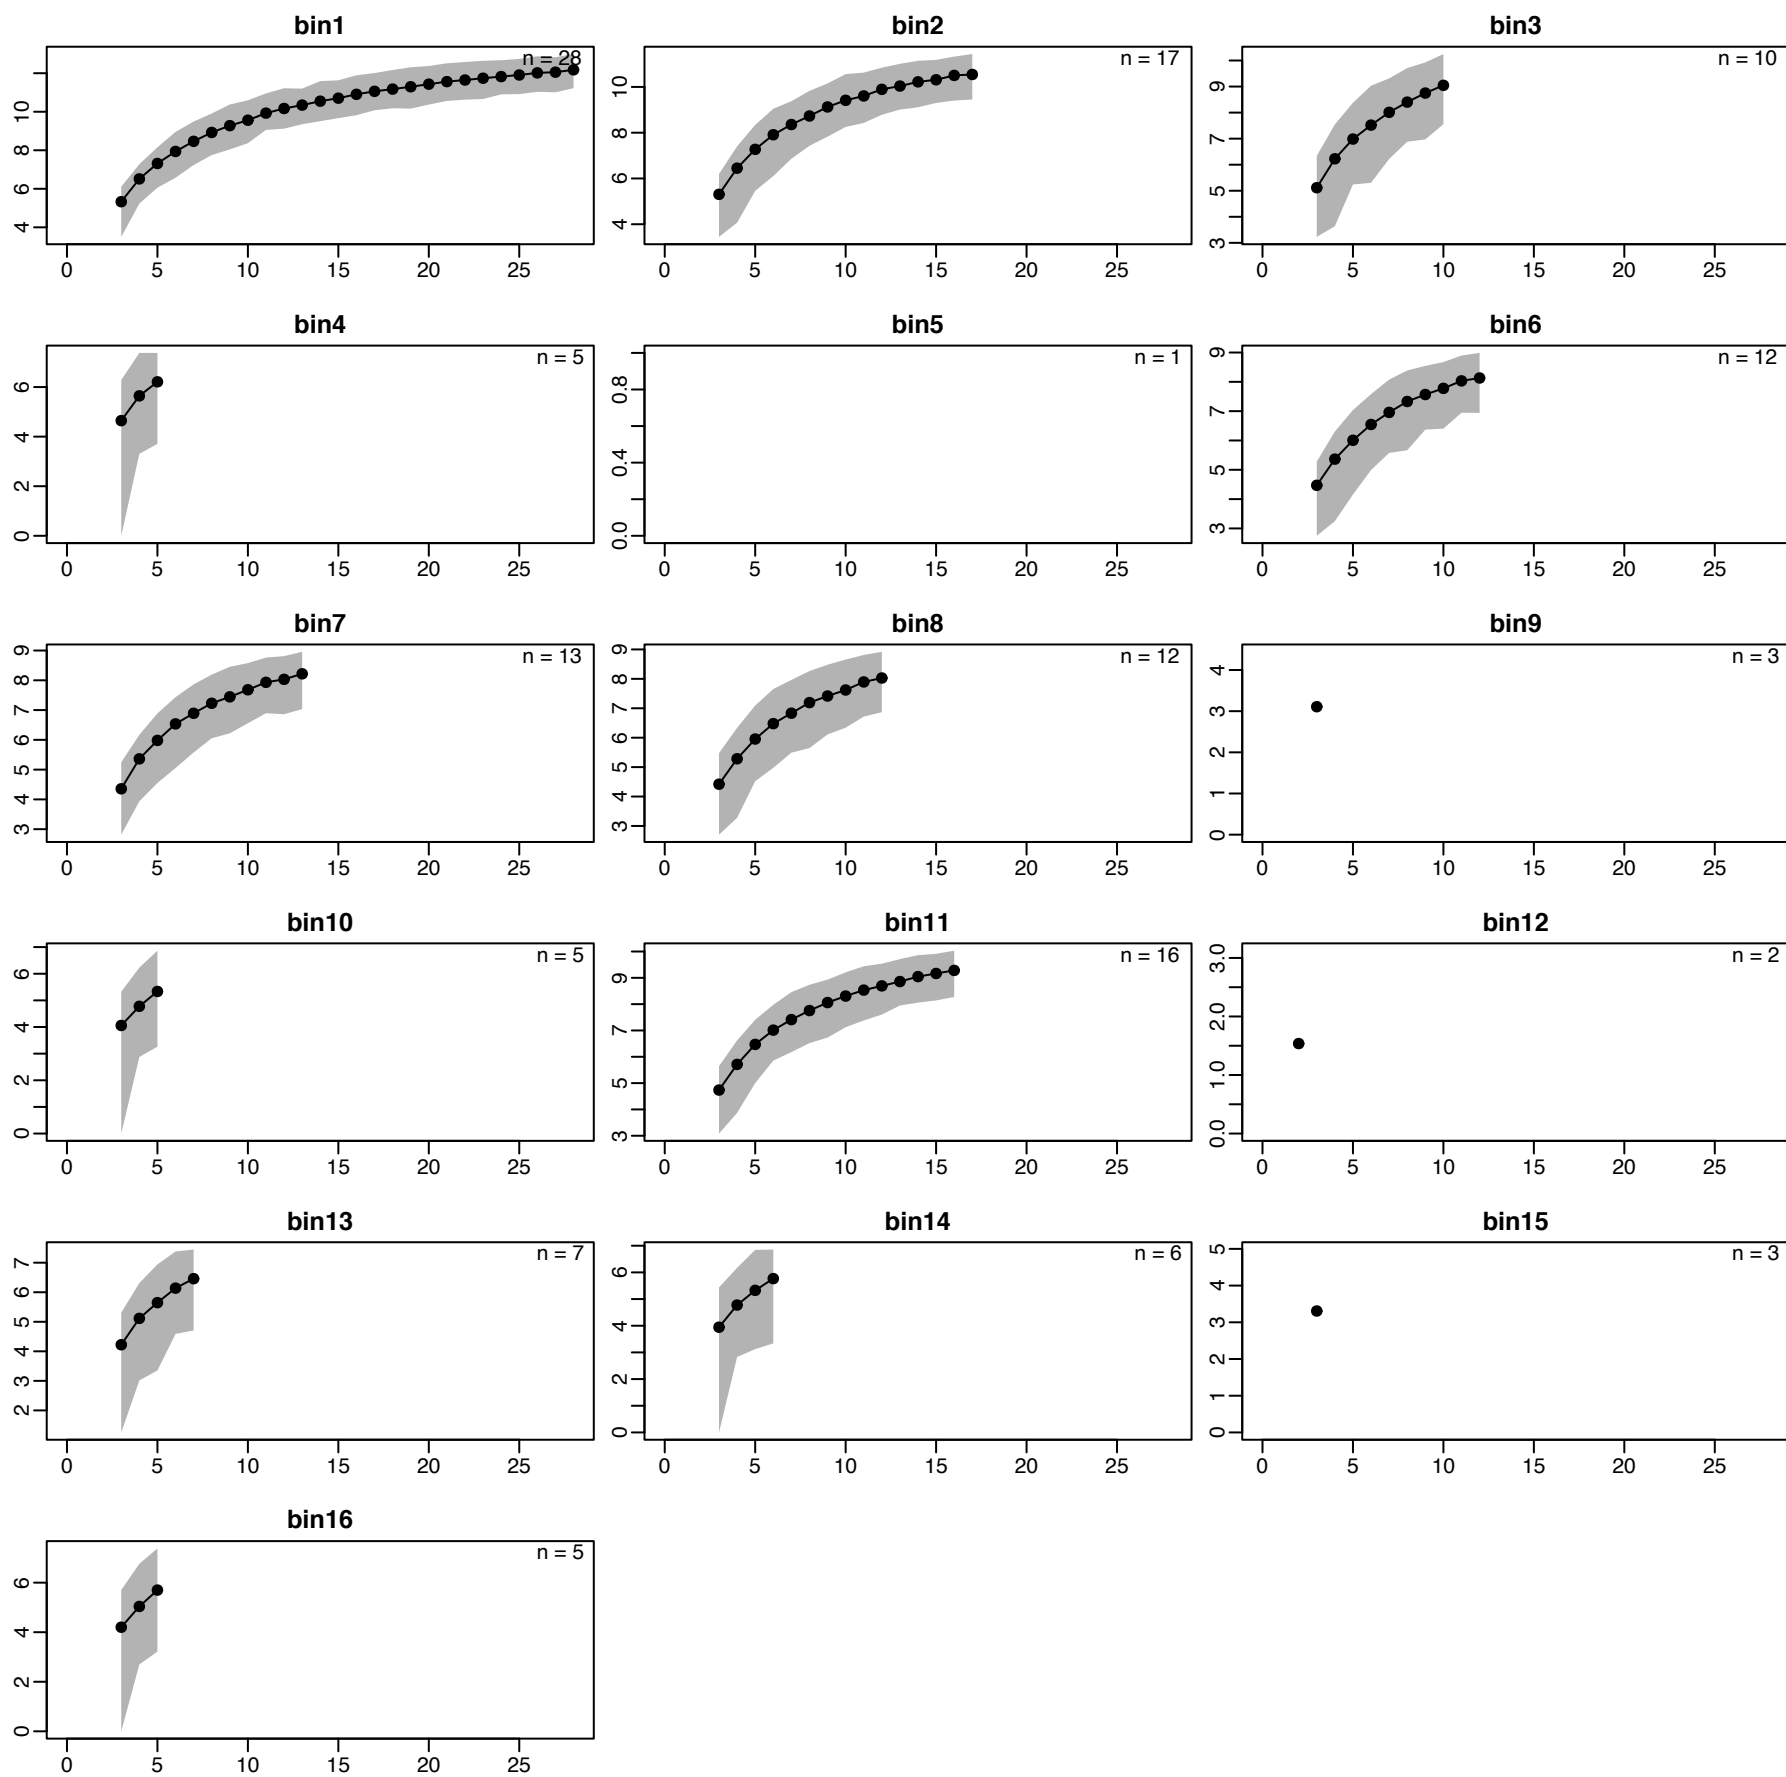 bin1
n = 28
4 6 8 10
0 5 10 15 20 25
bin2
n = 17
4 6 8 10
0 5 10 15 20 25
bin3
n = 10
3 5 7 9
0 5 10 15 20 25
bin4
n = 5
0 2 4 6
0 5 10 15 20 25
bin5
n = 1
0.0 0.4 0.8
0 5 10 15 20 25
bin6
n = 12
3 5 7 9
0 5 10 15 20 25
bin7
n = 13
3 4 5 6 7 8 9
0 5 10 15 20 25
bin8
n = 12
3 4 5 6 7 8 9
0 5 10 15 20 25
bin9
n = 3
0 1 2 3 4
0 5 10 15 20 25
bin10
n = 5
0 2 4 6
0 5 10 15 20 25
bin11
n = 16
3 5 7 9
0 5 10 15 20 25
bin12
n = 2
0.0 1.0 2.0 3.0
0 5 10 15 20 25
bin13
n = 7
2 3 4 5 6 7
0 5 10 15 20 25
bin14
n = 6
0 2 4 6
0 5 10 15 20 25
bin15
n = 3
0 1 2 3 4 5
0 5 10 15 20 25
bin16
n = 5
0 2 4 6
0 5 10 15 20 25